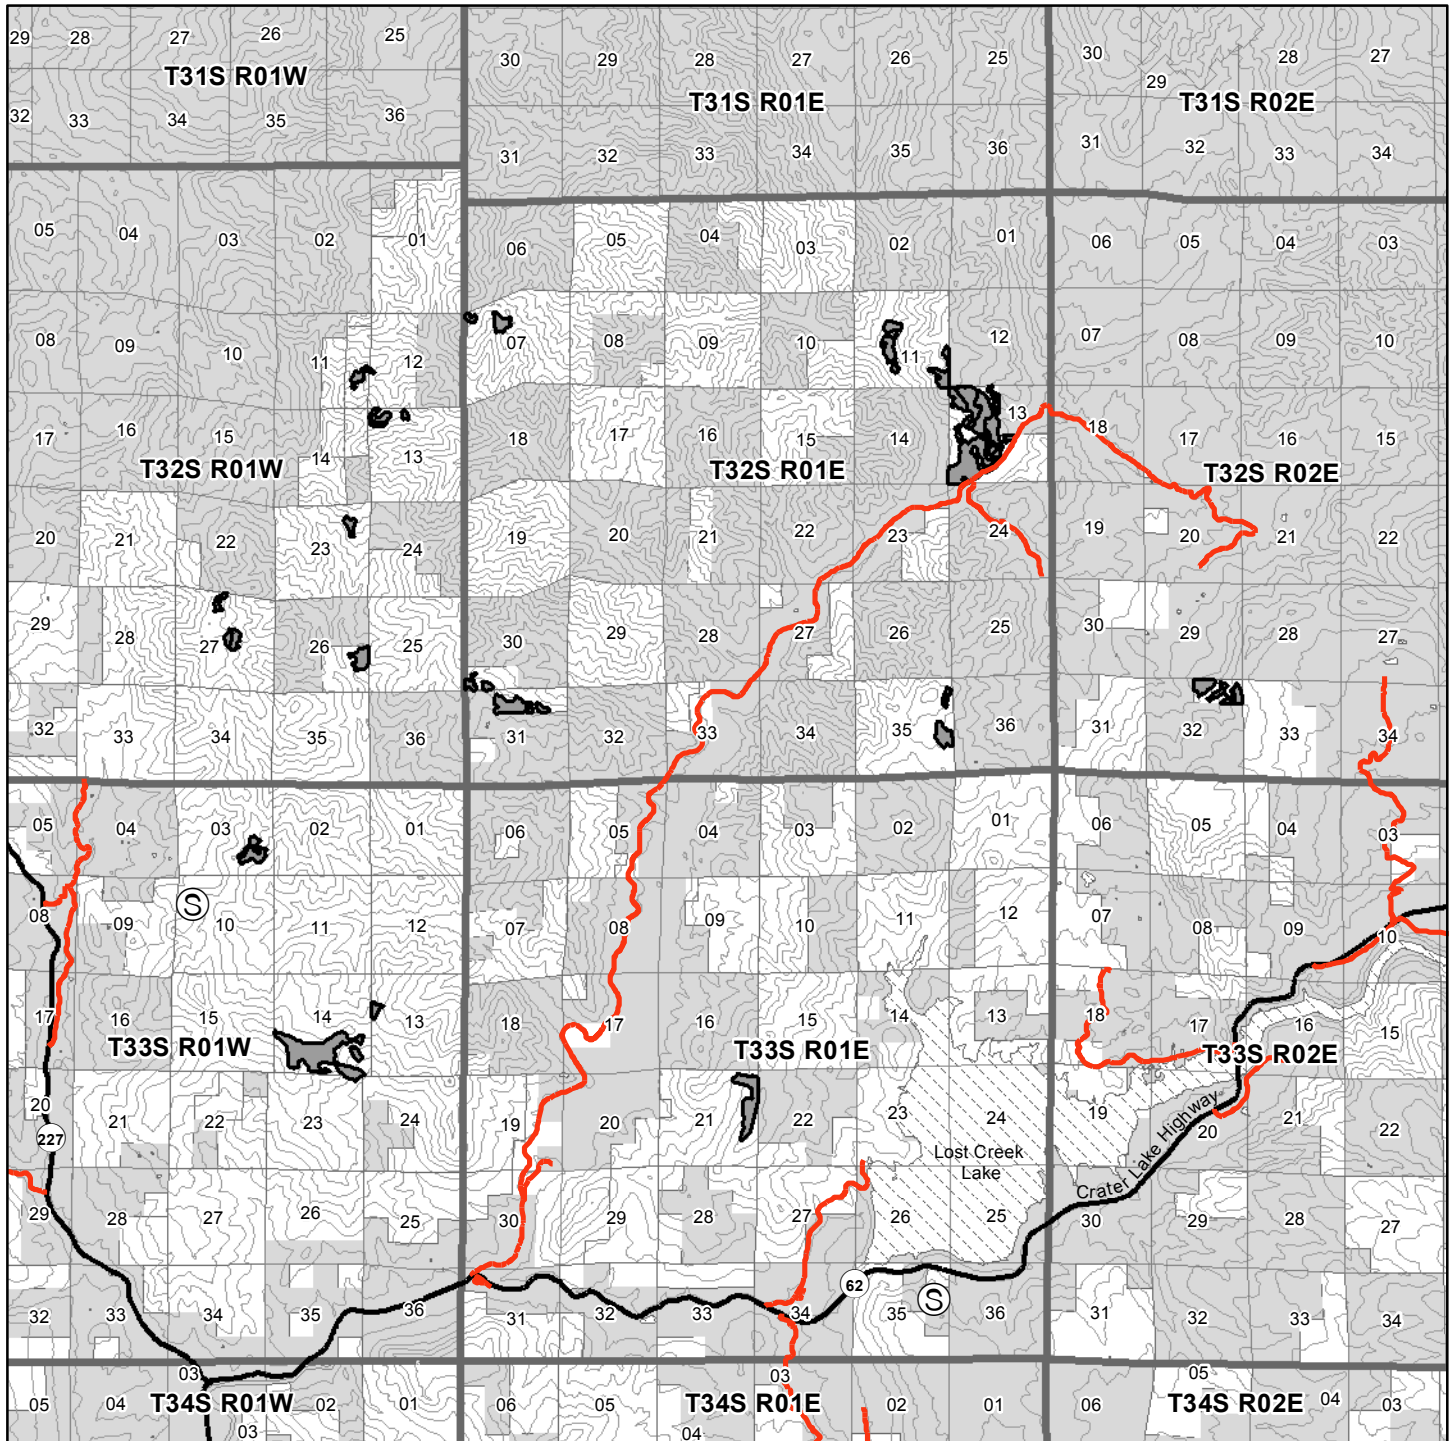 29 28 27 26 25 30 29 28 27 26 25 30 29 28 27
T31S R01W T31S R01E T31S R02E
32 33 34 35 36 31 32 33 34 35 36 31 32 33 34
05 04 03 02 01 06 05 04 03 02 01 06 05 04 03
08 09 10 11 12 07 08 09 10 11 12 07 08 09 10
17 16 15 14 13 18 17 16 15 14 13 18 17 16 15
T32S R01W T32S R01E T32S R02E
20 21 22 23 24 19 20 21 22 23 24 19 20 21 22
29 28 27 26 25 30 29 28 27 26 25 30 29 28 27
32 33 34 35 36 31 32 33 34 35 36 31 32 33 34
05 04 03 02 01 06 05 04 03 02 01 06 05 04 03
S
08 09 10 11 12 07 08 09 10 11 12 07 08 09 10
17 16 15 14 13 18 17 16 15 14 13 18 17 16 15
T33S R01W T33S R01E T33S R02E
20 21 22 23 24 19 20 21 22 23 24 19 20 21 22
227
Lost Creek
Lake
Crater Lake Highway
29 28 27 26 25 30 29 28 27 26 25 30 29 28 27
62
S
32 33 34 35 36 31 32 33 34 35 36 31 32 33 34
03 03 05
05 04 02 01 06 05 02 01 06 04 03
T34S R01W T34S R01E T34S R02E
03 04